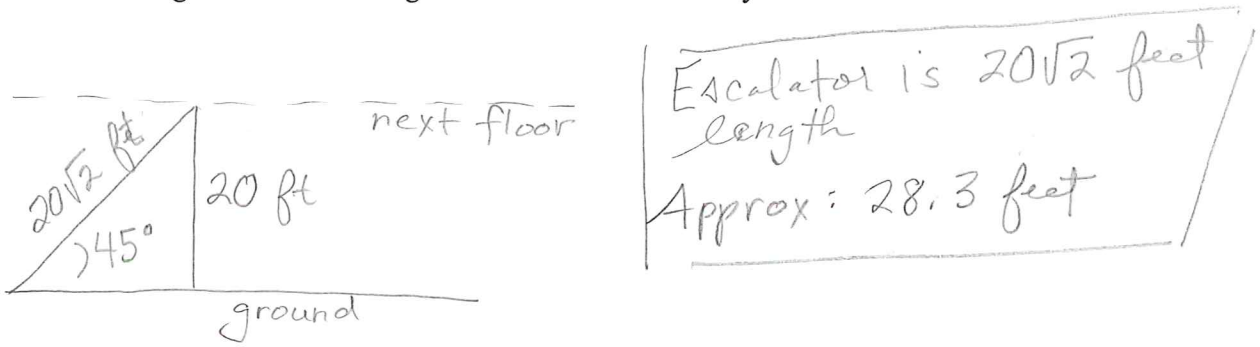 next floor
20√2 ft
20 ft
45°
ground
Escalator is 20√2 feet
length
Approx: 28.3 feet